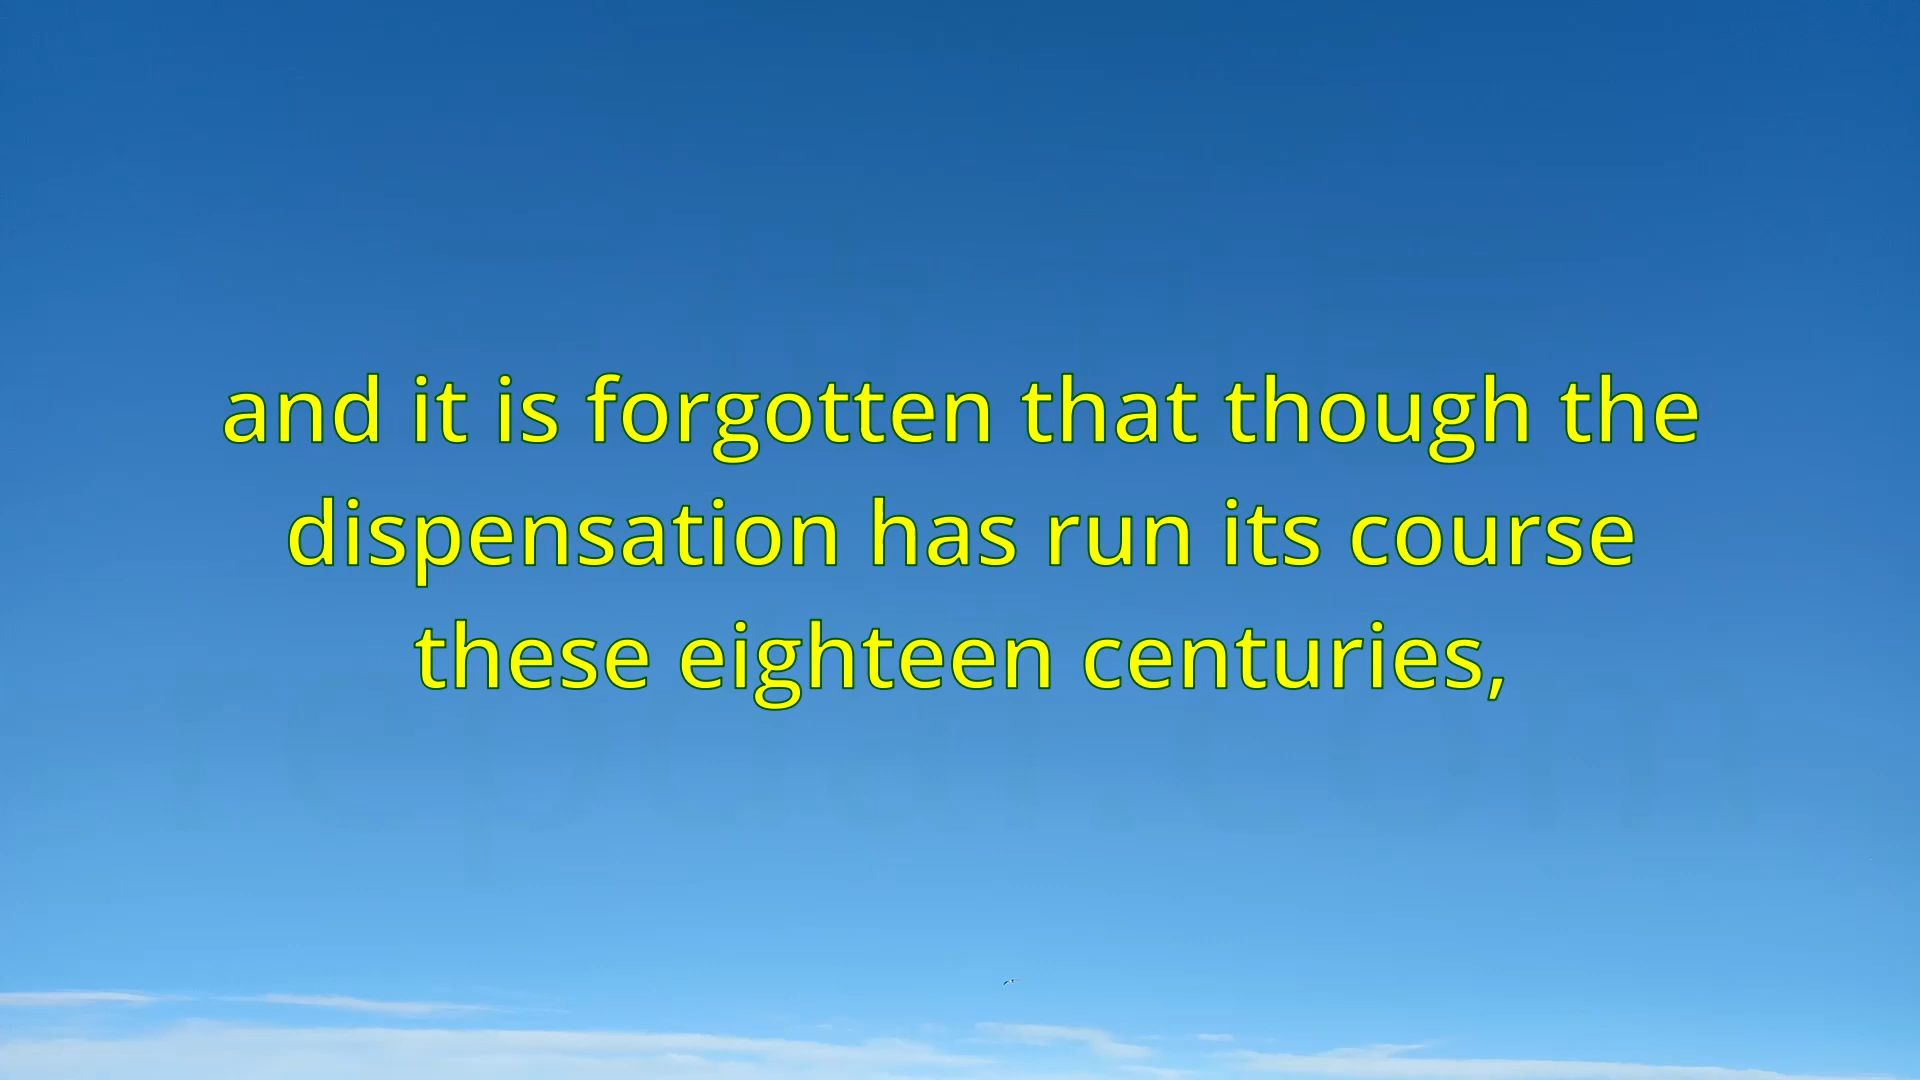 and it is forgotten that though the
dispensation has run its course
these eighteen centuries,